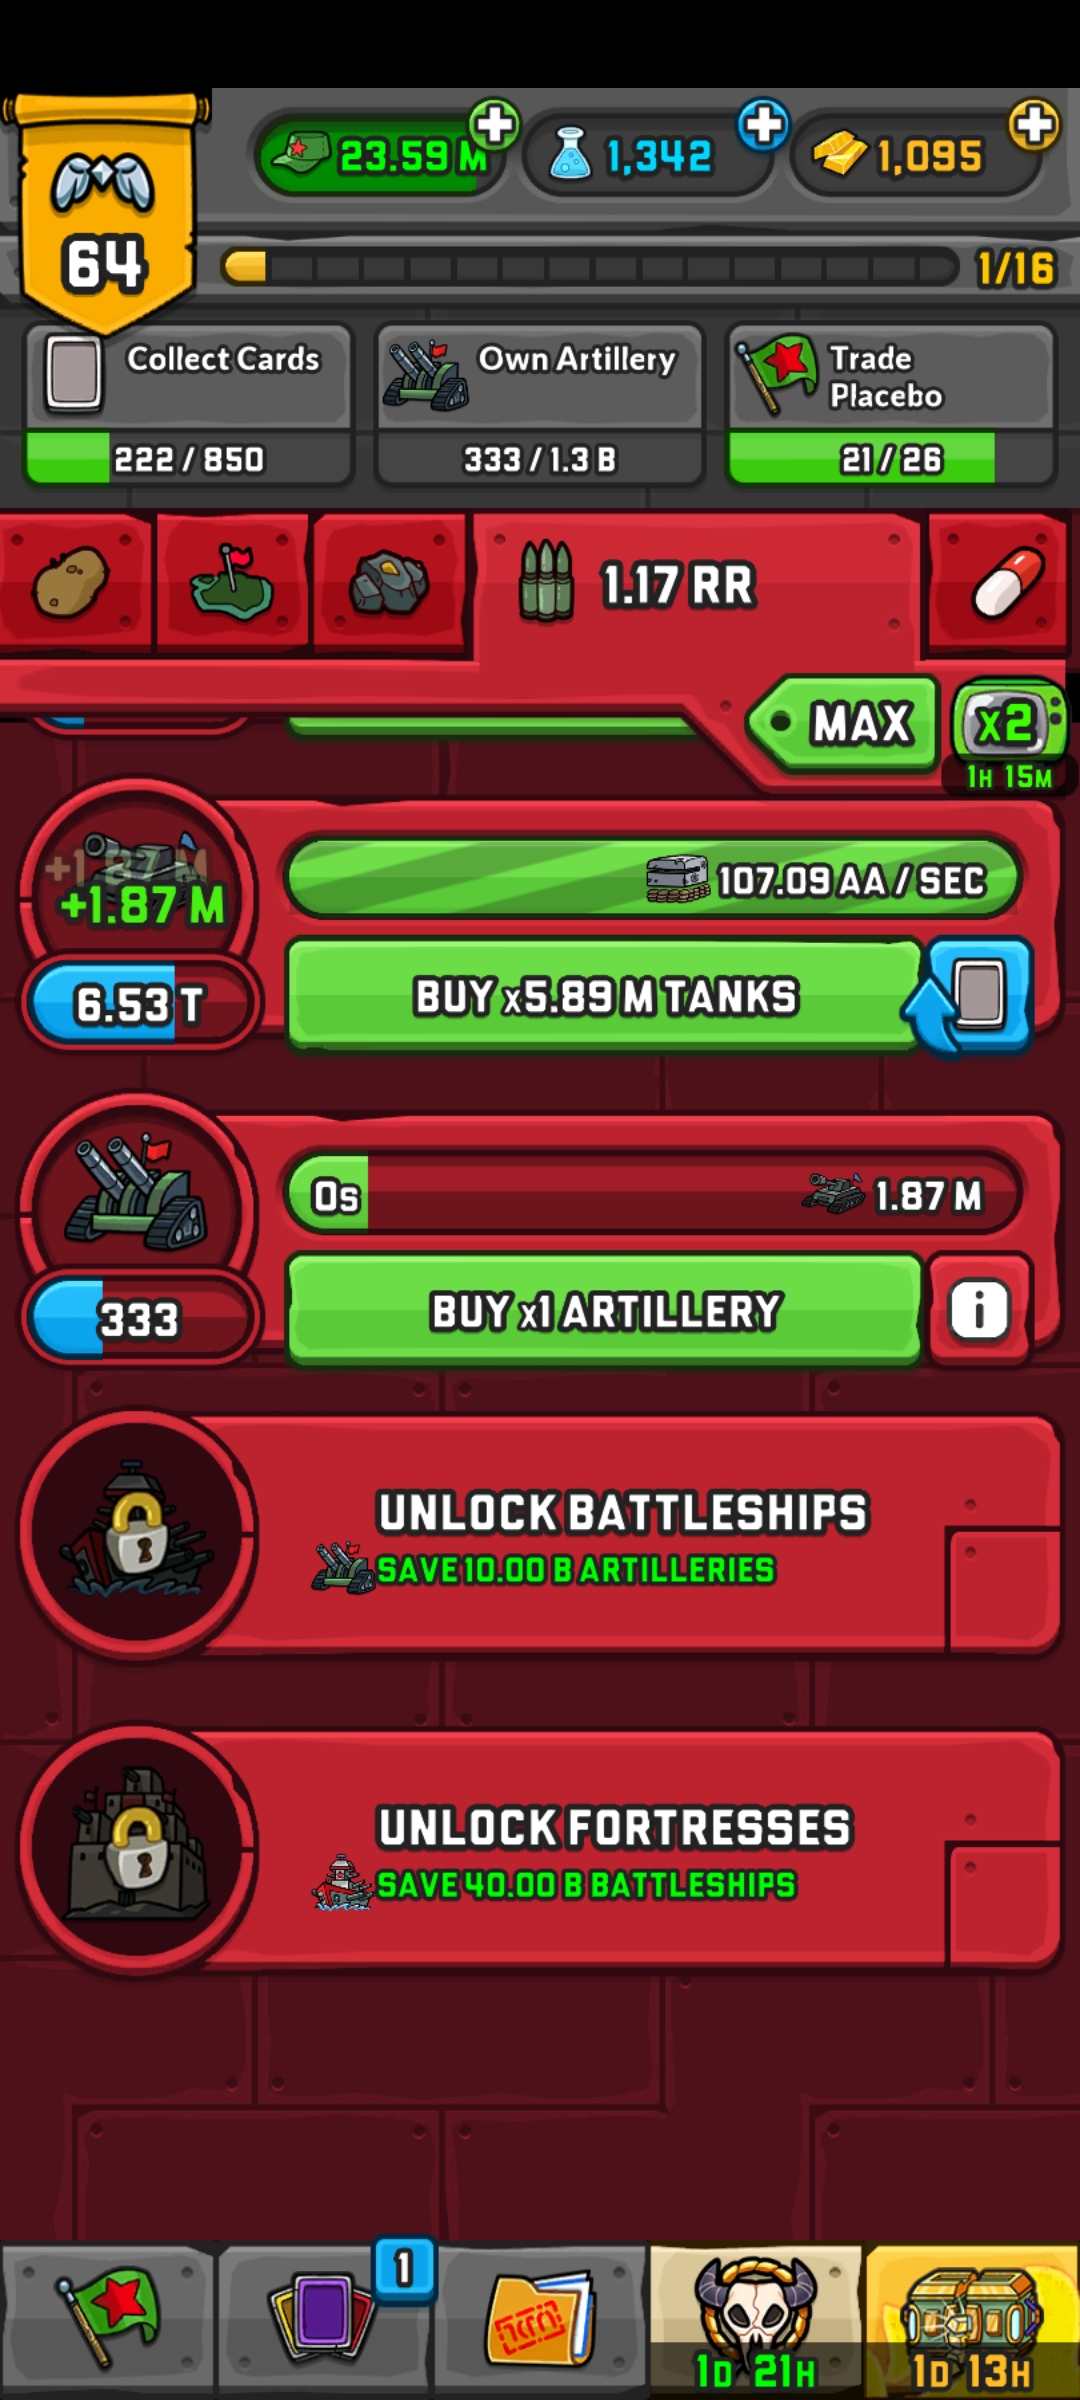 23.59 M
1,342
1,095
64
1/16
Collect Cards
222 / 850
Own Artillery
333 / 1.3 B
Trade
Placebo
21 / 26
1.17 RR
MAX
x2
1H 15M
+1.87 M
+1.87 M
107.09 AA / SEC
6.53 T
BUY x5.89 M TANKS
0s
1.87 M
333
BUY x1 ARTILLERY
i
UNLOCK BATTLESHIPS
SAVE 10.00 B ARTILLERIES
UNLOCK FORTRESSES
SAVE 40.00 B BATTLESHIPS
1
1D 21H
1D 13H